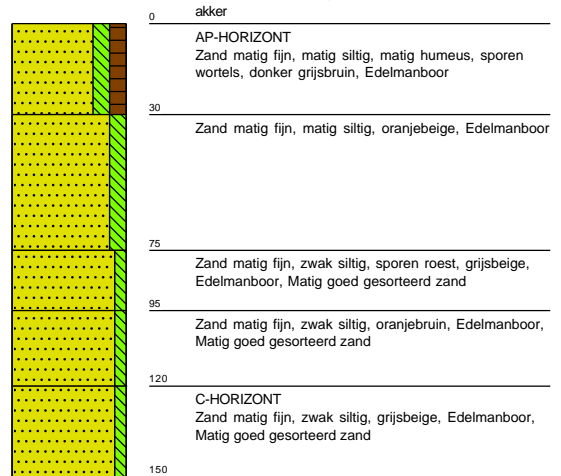 akker
0
AP-HORIZONT
Zand matig fijn, matig siltig, matig humeus, sporen
wortels, donker grijsbruin, Edelmanboor
30
Zand matig fijn, matig siltig, oranjebeige, Edelmanboor
75
Zand matig fijn, zwak siltig, sporen roest, grijsbeige,
Edelmanboor, Matig goed gesorteerd zand
95
Zand matig fijn, zwak siltig, oranjebruin, Edelmanboor,
Matig goed gesorteerd zand
120
C-HORIZONT
Zand matig fijn, zwak siltig, grijsbeige, Edelmanboor,
Matig goed gesorteerd zand
150